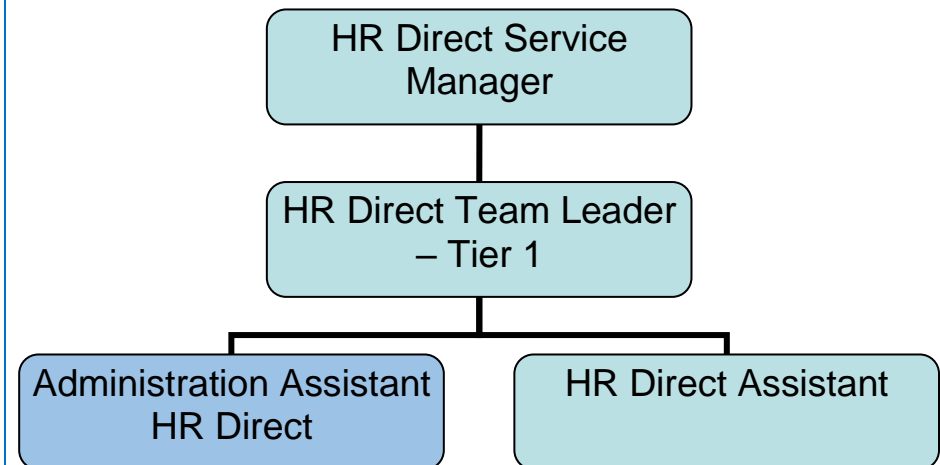 HR Direct Service
Manager
HR Direct Team Leader
– Tier 1
Administration Assistant
HR Direct
HR Direct Assistant